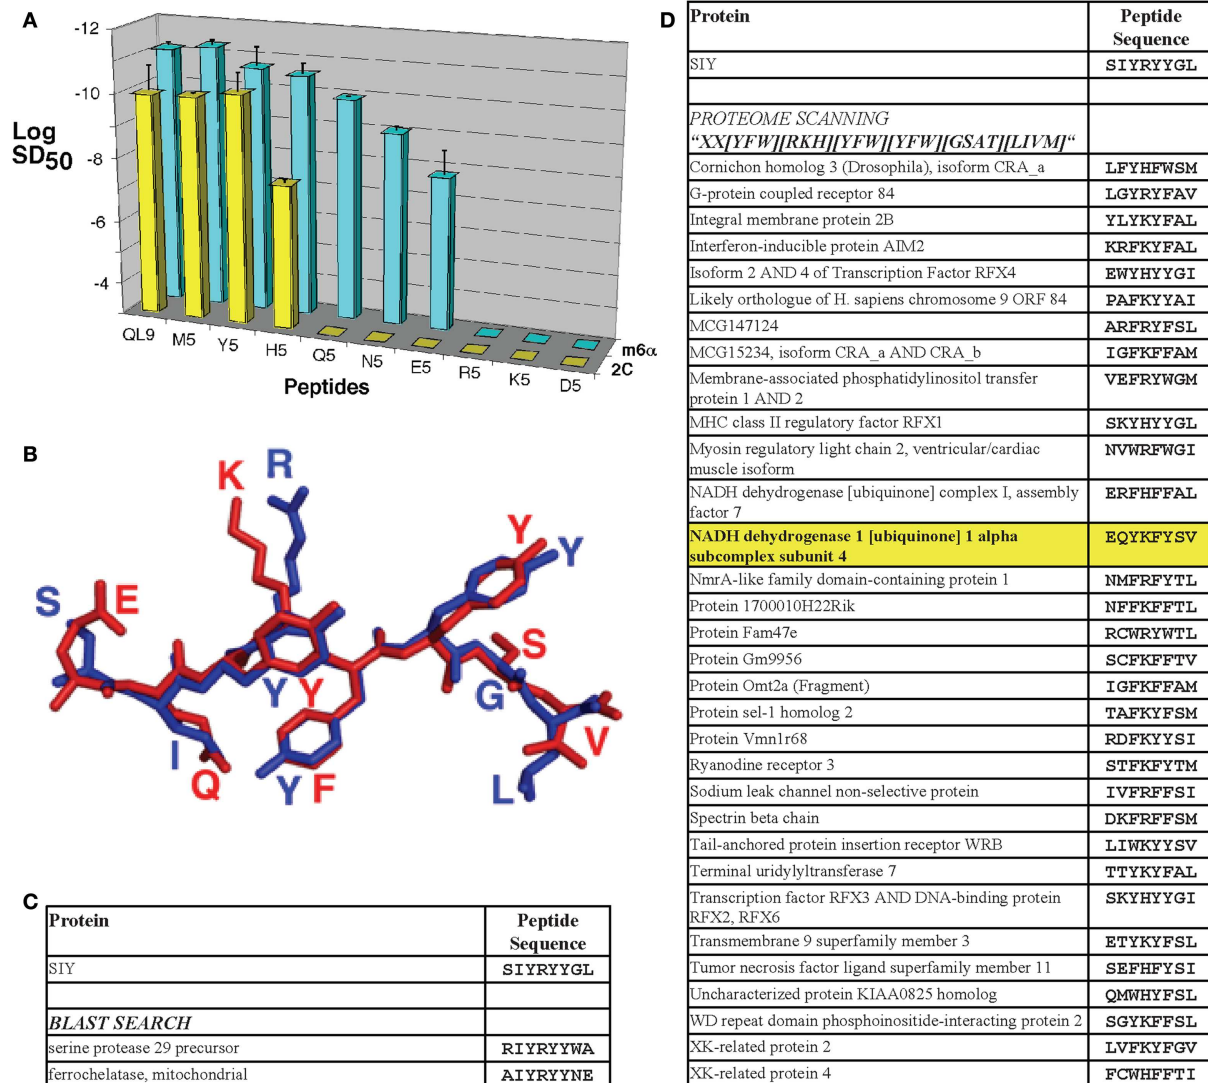 A
-12
-10
Log
SD50
-8
-6
-4
QL9
M5
Y5
H5
Q5
N5
E5
R5
K5
D5
m6α
2C
Peptides
B
K
R
S
E
Y
Y
Y
Y
S
G
I
Q
Y
F
V
L
C
Protein
Peptide
Sequence
SIY
SIYRYYGL
BLAST SEARCH
serine protease 29 precursor
RIYRYYWA
ferrochelatase, mitochondrial
AIYRYYNE
D
Protein
Peptide
Sequence
SIY
SIYRYYGL
PROTEOME SCANNING
“XX[YFW][RKH][YFW][YFW][GSAT][LIVM]“
Cornichon homolog 3 (Drosophila), isoform CRA_a
LFYHFWSM
G-protein coupled receptor 84
LGYRYFAV
Integral membrane protein 2B
YLYKYFAL
Interferon-inducible protein AIM2
KRFKYFAL
Isoform 2 AND 4 of Transcription Factor RFX4
EWYHYYGI
Likely orthologue of H. sapiens chromosome 9 ORF 84
PAFKYYAI
MCG147124
ARFRYFSL
MCG15234, isoform CRA_a AND CRA_b
IGFKFFAM
Membrane-associated phosphatidylinositol transfer
protein 1 AND 2
VEFRYWGM
MHC class II regulatory factor RFX1
SKYHYYGL
Myosin regulatory light chain 2, ventricular/cardiac
muscle isoform
NVWRFWGI
NADH dehydrogenase [ubiquinone] complex I, assembly
factor 7
ERFHFFAL
NADH dehydrogenase 1 [ubiquinone] 1 alpha
subcomplex subunit 4
EQYKFYSV
NmrA-like family domain-containing protein 1
NMFRFYTL
Protein 1700010H22Rik
NFFKFFTL
Protein Fam47e
RCWRYWTL
Protein Gm9956
SCFKFFTV
Protein Omt2a (Fragment)
IGFKFFAM
Protein sel-1 homolog 2
TAFKYFSM
Protein Vmn1r68
RDFKYYSI
Ryanodine receptor 3
STFKFYTM
Sodium leak channel non-selective protein
IVFRFFSI
Spectrin beta chain
DKFRFFSM
Tail-anchored protein insertion receptor WRB
LIWKYYSV
Terminal uridylyltransferase 7
TTYKYFAL
Transcription factor RFX3 AND DNA-binding protein
RFX2, RFX6
SKYHYYGI
Transmembrane 9 superfamily member 3
ETYKYFSL
Tumor necrosis factor ligand superfamily member 11
SEFHFYSI
Uncharacterized protein KIAA0825 homolog
QMWHYFSL
WD repeat domain phosphoinositide-interacting protein 2
SGYKFFSL
XK-related protein 2
LVFKYFGV
XK-related protein 4
FCWHFFTI